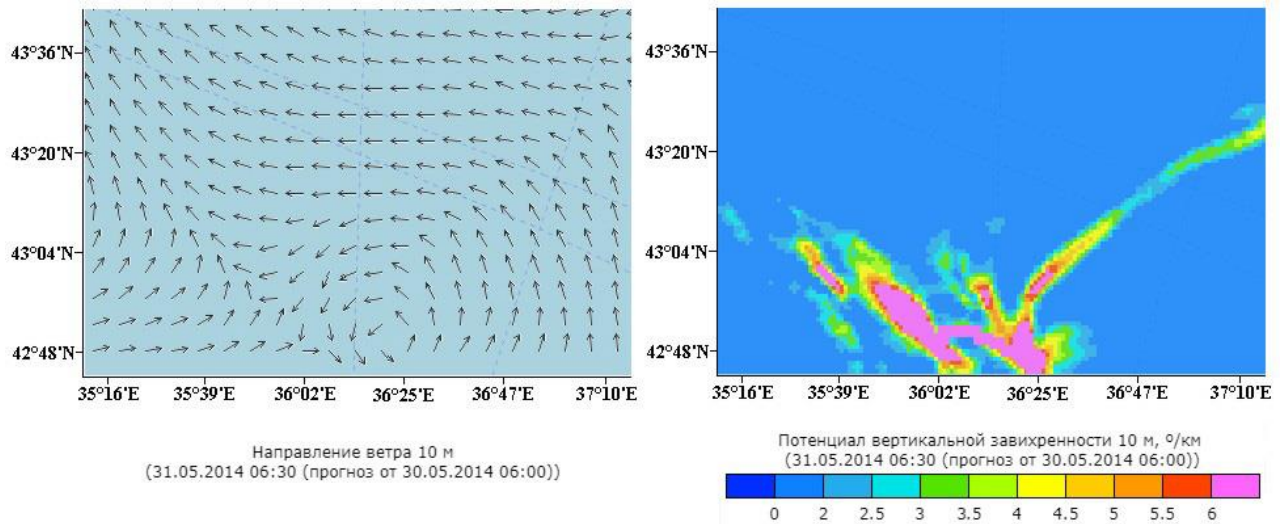 43°36'N
43°20'N
43°04'N
42°48'N
35°16'E 35°39'E 36°02'E 36°25'E 36°47'E 37°10'E
Направление ветра 10 м
(31.05.2014 06:30 (прогноз от 30.05.2014 06:00))
43°36'N
43°20'N
43°04'N
42°48'N
35°16'E 35°39'E 36°02'E 36°25'E 36°47'E 37°10'E
Потенциал вертикальной завихренности 10 м, º/км
(31.05.2014 06:30 (прогноз от 30.05.2014 06:00))
0 2 2.5 3 3.5 4 4.5 5 5.5 6